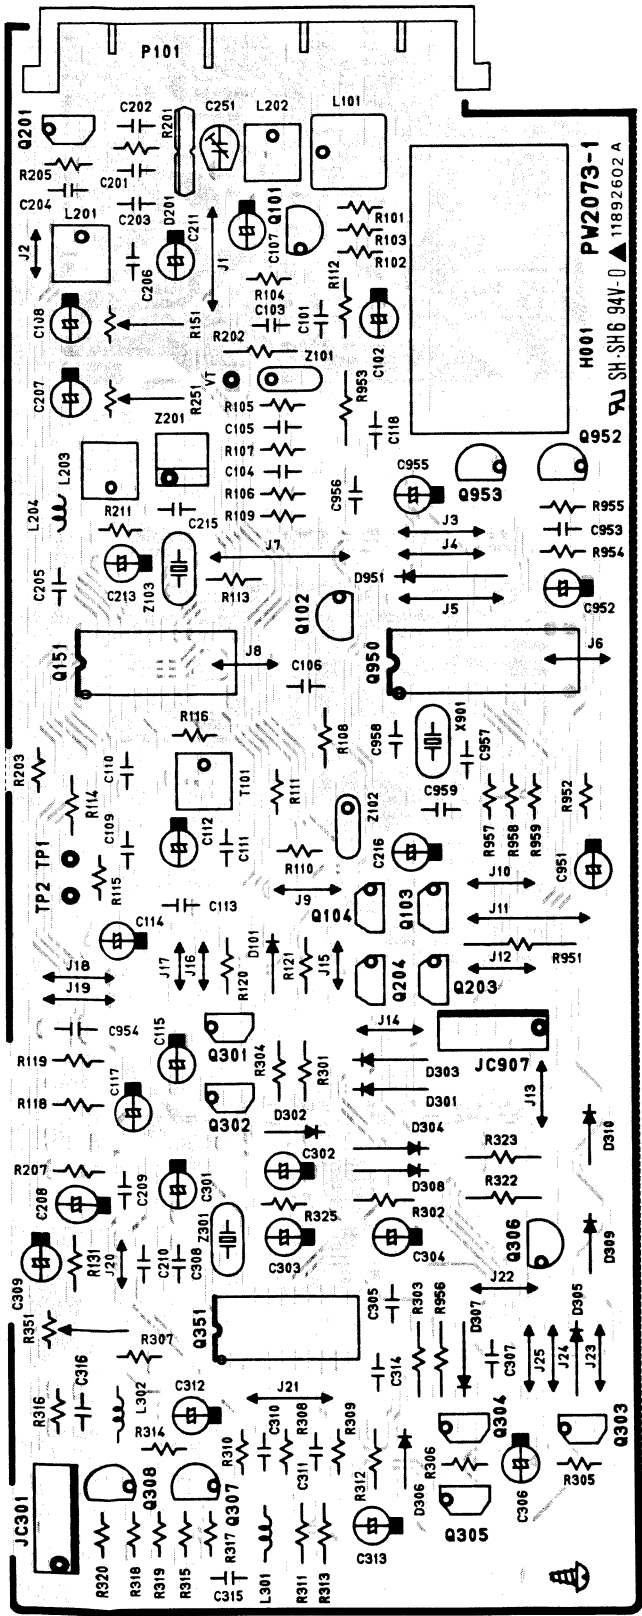 P101
Q201
C202
R201
C251
L202
L101
R205
C201
C204
C203
L201
D201
C211
Q101
C107
R101
R103
R102
J2
C206
J1
R104
R112
C103
C101
C102
C108
R151
R202
Z101
R953
C207
R251
VT
R105
C105
R107
C104
R106
R109
C118
Z201
L203
L204
R211
C215
C205
C213
Z103
J7
R113
C956
C955
Q953
Q952
H001
PW2073-1
SH-SH6 94V-0 ▲ 11892602 A
R955
C953
R954
J3
J4
D951
J5
C952
Q102
Q151
J8
Q950
J6
C106
R116
R108
C958
X901
C957
R203
C110
R114
T101
R111
Z102
C959
R957
R958
R959
R952
TP1
TP2
C109
R115
C112
C111
R110
C216
C951
C113
J9
Q104
Q103
J10
J11
C114
J17
J16
R120
D101
R121
J15
Q204
Q203
R951
J12
J18
J19
C954
C115
Q301
R304
R301
J14
JC907
R119
C117
R118
Q302
D303
D301
J13
D302
D304
D310
R207
C302
D308
R323
C208
C209
C301
R325
R302
R322
C309
R131
J20
C210
C308
Z301
C303
C304
Q306
D309
R351
R307
Q351
C305
R303
R956
D307
J22
D305
C307
J25
J24
J23
R316
C316
L302
C312
J21
C314
R314
R310
C310
R308
C311
R309
R312
D306
R306
Q304
Q303
JC301
Q308
Q307
Q305
C306
R305
R320
R318
R319
R315
R317
C315
L301
R311
R313
C313